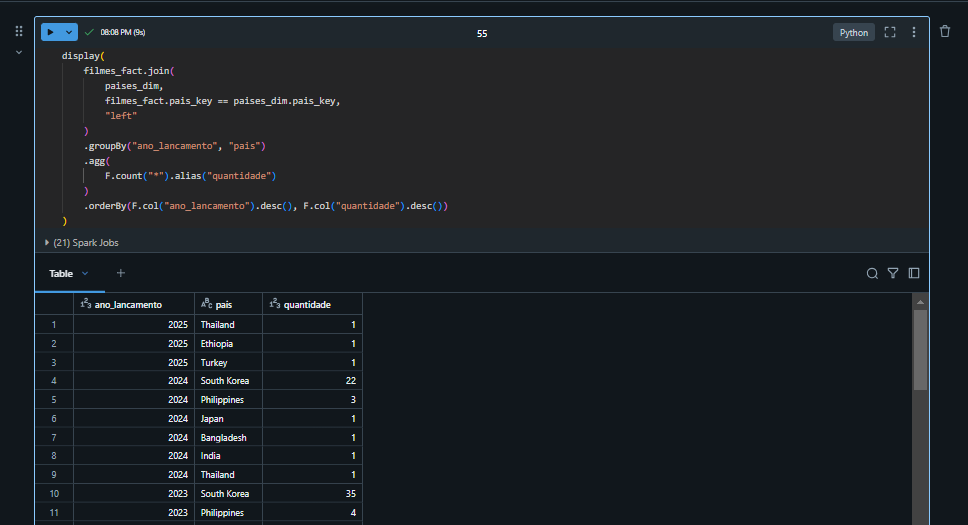 08:08 PM (9s)
55
Python
display(
filmes_fact.join(
paises_dim,
filmes_fact.pais_key == paises_dim.pais_key,
"left"
)
.groupBy("ano_lancamento", "pais")
.agg(
F.count("*").alias("quantidade")
)
.orderBy(F.col("ano_lancamento").desc(), F.col("quantidade").desc())
)
(21) Spark Jobs
Table
+
123 ano_lancamento ABC pais 123 quantidade
1 2025 Thailand 1
2 2025 Ethiopia 1
3 2025 Turkey 1
4 2024 South Korea 22
5 2024 Philippines 3
6 2024 Japan 1
7 2024 Bangladesh 1
8 2024 India 1
9 2024 Thailand 1
10 2023 South Korea 35
11 2023 Philippines 4